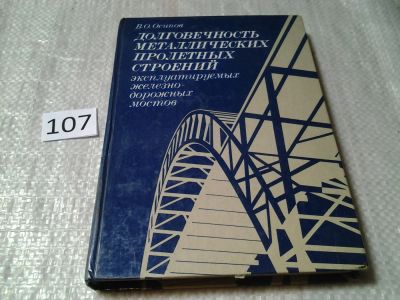 В.О.Осипов
ДОЛГОВЕЧНОСТЬ
МЕТАЛЛИЧЕСКИХ
ПРОЛЕТНЫХ
СТРОЕНИЙ
эксплуатируемых
железно-
дорожных
мостов
107